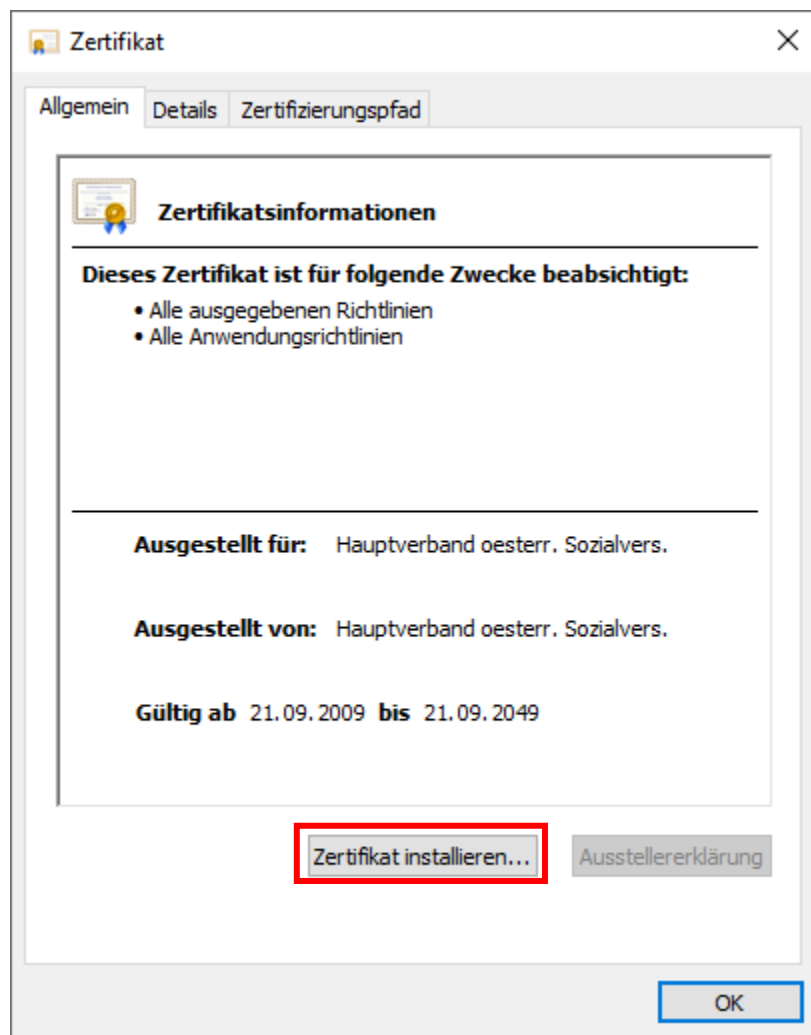 Zertifikat
Allgemein Details Zertifizierungspfad
Zertifikatsinformationen
Dieses Zertifikat ist für folgende Zwecke beabsichtigt:
• Alle ausgegebenen Richtlinien
• Alle Anwendungsrichtlinien
Ausgestellt für: Hauptverband oesterr. Sozialvers.
Ausgestellt von: Hauptverband oesterr. Sozialvers.
Gültig ab 21.09.2009 bis 21.09.2049
Zertifikat installieren... Ausstellererklärung
OK